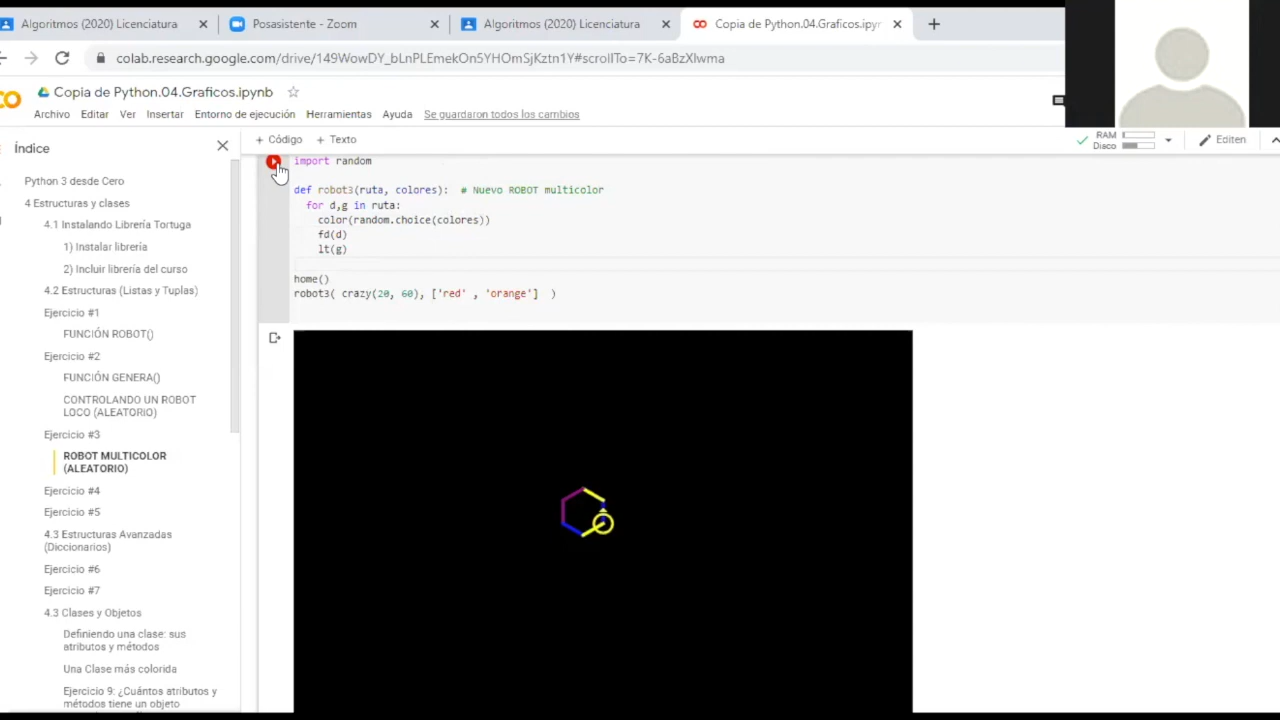 Algoritmos (2020) Licenciatura
Posasistente - Zoom
Algoritmos (2020) Licenciatura
Copia de Python.04.Graficos.ipyn
colab.research.google.com/drive/149WowDY_bLnPLEmekOn5YHOmSjKztn1Y#scrollTo=7K-6aBzXlwma
Copia de Python.04.Graficos.ipynb
Archivo Editar Ver Insertar Entorno de ejecución Herramientas Ayuda Se guardaron todos los cambios
+ Código + Texto
RAM
Disco
Editen
Índice
Python 3 desde Cero
4 Estructuras y clases
4.1 Instalando Librería Tortuga
1) Instalar librería
2) Incluir librería del curso
4.2 Estructuras (Listas y Tuplas)
Ejercicio #1
FUNCIÓN ROBOT()
Ejercicio #2
FUNCIÓN GENERA()
CONTROLANDO UN ROBOT
LOCO (ALEATORIO)
Ejercicio #3
ROBOT MULTICOLOR
(ALEATORIO)
Ejercicio #4
Ejercicio #5
4.3 Estructuras Avanzadas
(Diccionarios)
Ejercicio #6
Ejercicio #7
4.3 Clases y Objetos
Definiendo una clase: sus
atributos y métodos
Una Clase más colorida
Ejercicio 9: ¿Cuántos atributos y
métodos tiene un objeto
import random
def robot3(ruta, colores): # Nuevo ROBOT multicolor
for d,g in ruta:
color(random.choice(colores))
fd(d)
lt(g)
home()
robot3( crazy(20, 60), ['red' , 'orange'] )